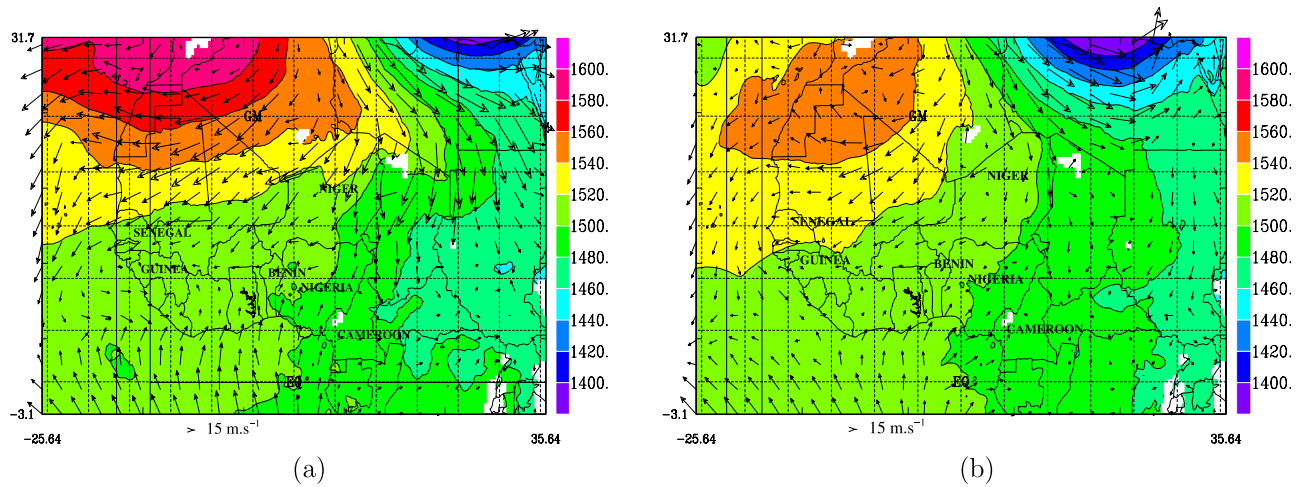 31.7
GM
NIGER
SENEGAL
GUINEA
BENIN
NIGERIA
CAMEROON
EQ
-3.1
-25.64
> 15 m.s⁻¹
35.64
1600.
1580.
1560.
1540.
1520.
1500.
1480.
1460.
1440.
1420.
1400.
(a)
31.7
GM
NIGER
SENEGAL
GUINEA
BENIN
NIGERIA
CAMEROON
EQ
-3.1
-25.64
> 15 m.s⁻¹
35.64
1600.
1580.
1560.
1540.
1520.
1500.
1480.
1460.
1440.
1420.
1400.
(b)